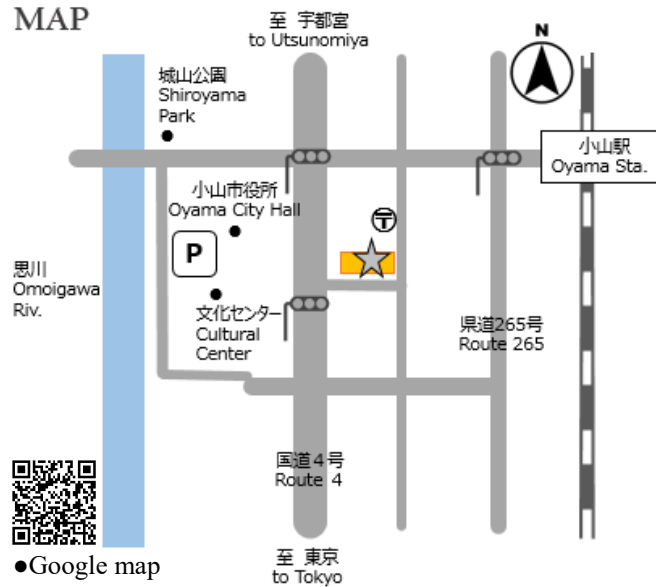 MAP
至 宇都宮
to Utsunomiya
N
城山公園
Shiroyama
Park
小山駅
Oyama Sta.
小山市役所
Oyama City Hall
〒
P
思川
Omoigawa
Riv.
文化センター
Cultural
Center
県道265号
Route 265
国道4号
Route 4
●Google map
至 東京
to Tokyo